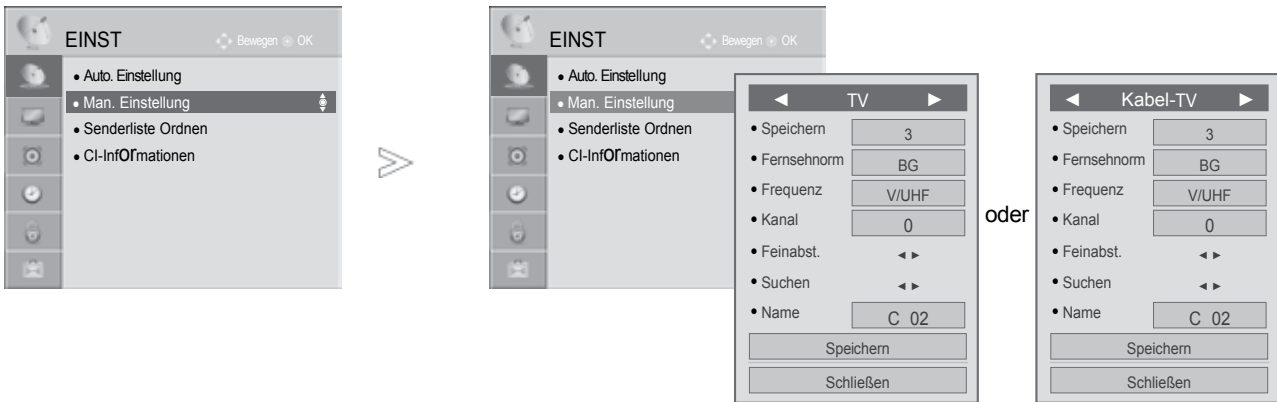 EINST
Bewegen OK
• Auto. Einstellung
• Man. Einstellung
• Senderliste Ordnen
• CI-Informationen
EINST
Bewegen OK
• Auto. Einstellung
• Man. Einstellung
• Senderliste Ordnen
• CI-Informationen
◄ TV ►
• Speichern 3
• Fernsehnorm BG
• Frequenz V/UHF
• Kanal 0
• Feinabst. ◄ ►
• Suchen ◄ ►
• Name C 02
Speichern
Schließen
oder
◄ Kabel-TV ►
• Speichern 3
• Fernsehnorm BG
• Frequenz V/UHF
• Kanal 0
• Feinabst. ◄ ►
• Suchen ◄ ►
• Name C 02
Speichern
Schließen